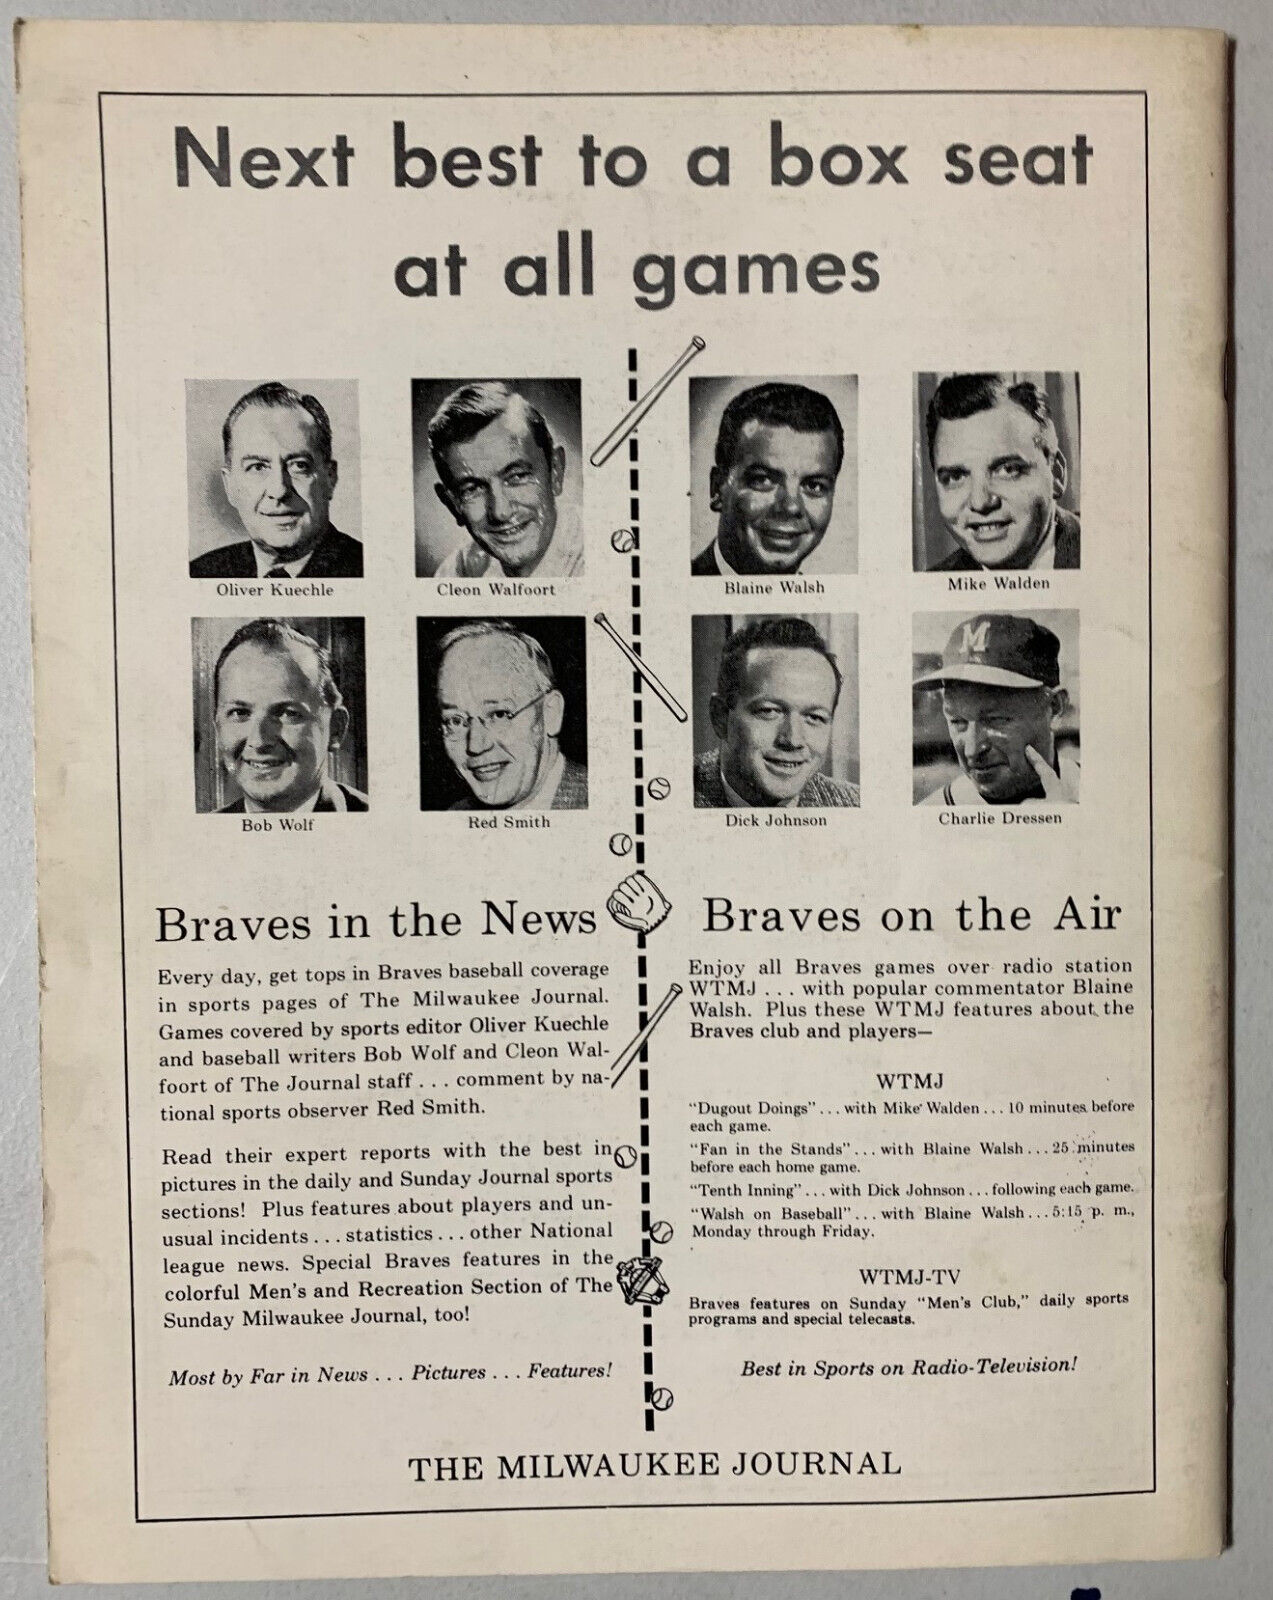 Next best to a box seat
at all games
Oliver Kuechle
Cleon Walfoort
Blaine Walsh
Mike Walden
M
Bob Wolf
Red Smith
Dick Johnson
Charlie Dressen
Braves in the News
Every day, get tops in Braves baseball coverage
in sports pages of The Milwaukee Journal.
Games covered by sports editor Oliver Kuechle
and baseball writers Bob Wolf and Cleon Wal-
foort of The Journal staff . . . comment by na-
tional sports observer Red Smith.
Read their expert reports with the best in
pictures in the daily and Sunday Journal sports
sections! Plus features about players and un-
usual incidents . . . statistics . . . other National
league news. Special Braves features in the
colorful Men's and Recreation Section of The
Sunday Milwaukee Journal, too!
Most by Far in News . . . Pictures . . . Features!
Braves on the Air
Enjoy all Braves games over radio station
WTMJ . . . with popular commentator Blaine
Walsh. Plus these WTMJ features about the
Braves club and players—
WTMJ
"Dugout Doings" . . . with Mike Walden . . . 10 minutes before
each game.
"Fan in the Stands" . . . with Blaine Walsh . . . 25 minutes
before each home game.
"Tenth Inning" . . . with Dick Johnson . . . following each game.
"Walsh on Baseball" . . . with Blaine Walsh . . . 5:15 p. m.,
Monday through Friday.
WTMJ-TV
Braves features on Sunday "Men's Club," daily sports
programs and special telecasts.
Best in Sports on Radio-Television!
THE MILWAUKEE JOURNAL